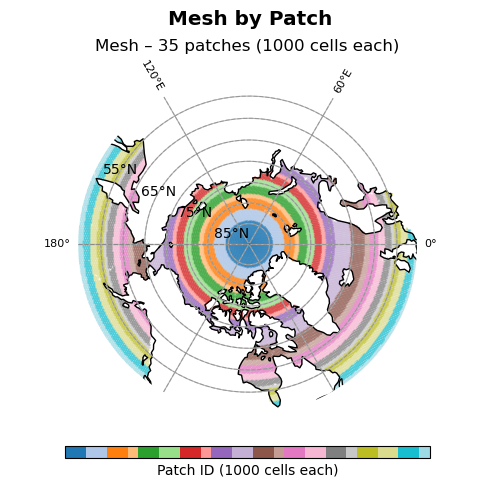 Mesh by Patch
Mesh – 35 patches (1000 cells each)
120°E
60°E
55°N
65°N
75°N
85°N
180°
0°
Patch ID (1000 cells each)